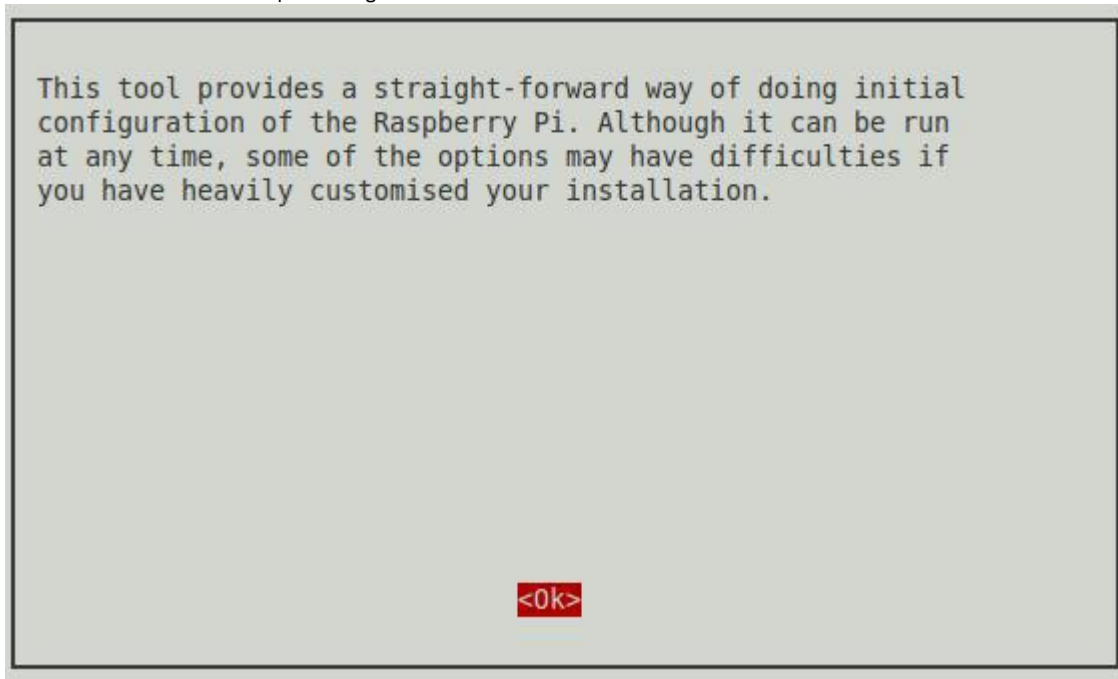 This tool provides a straight-forward way of doing initial
configuration of the Raspberry Pi. Although it can be run
at any time, some of the options may have difficulties if
you have heavily customised your installation.
<Ok>